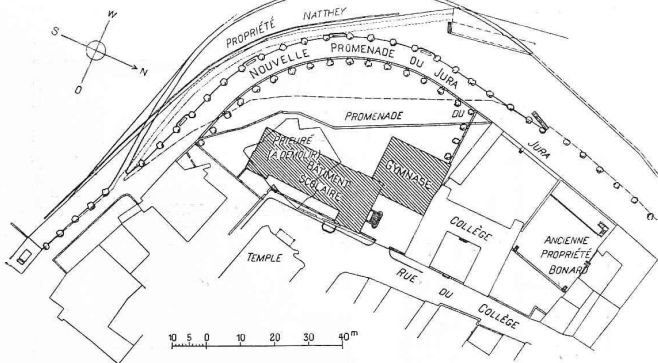 W
S
N
O
PROPRIÉTÉ NATTHEY
NOUVELLE PROMENADE DU JURA
PROMENADE DU JURA
PRIEURÉ
(A DÉMOLIR)
BÂTIMENT
SCOLAIRE
GYMNASE
COLLÈGE
ANCIENNE
PROPRIÉTÉ
BONARD
TEMPLE
RUE DU COLLÈGE
10 5 0 10 20 30 40 m